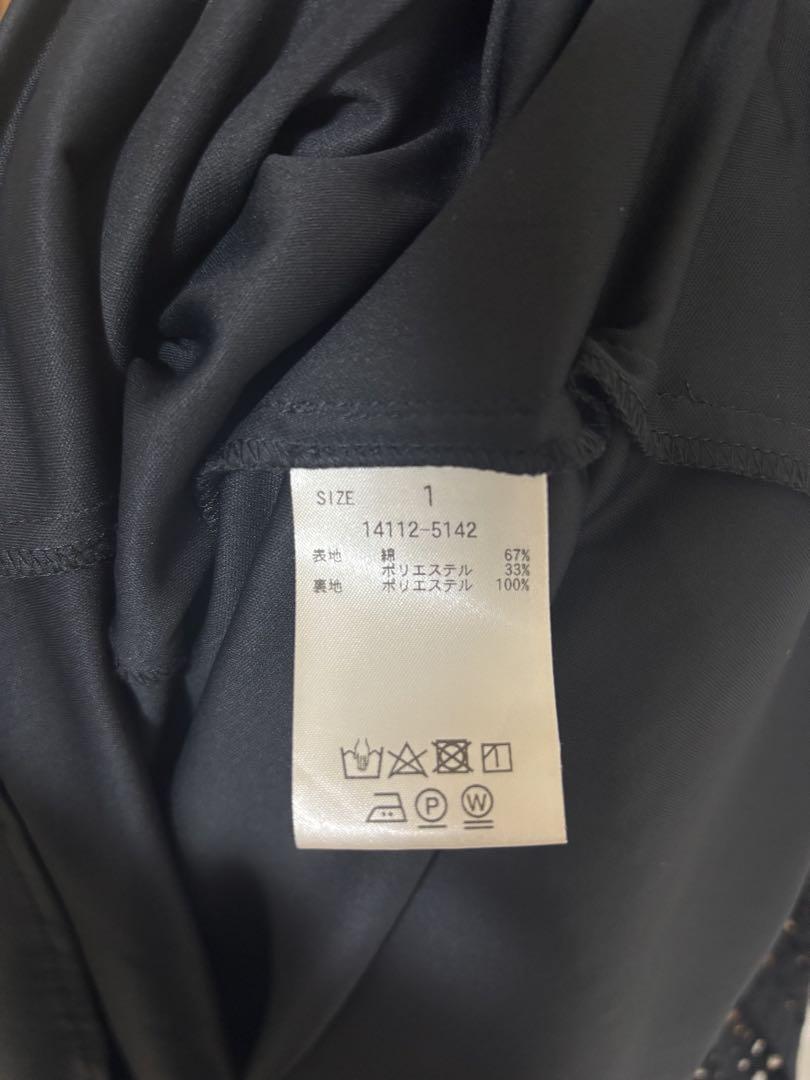 SIZE 1
14112-5142
表地 綿 67%
ポリエステル 33%
裏地 ポリエステル 100%
P W